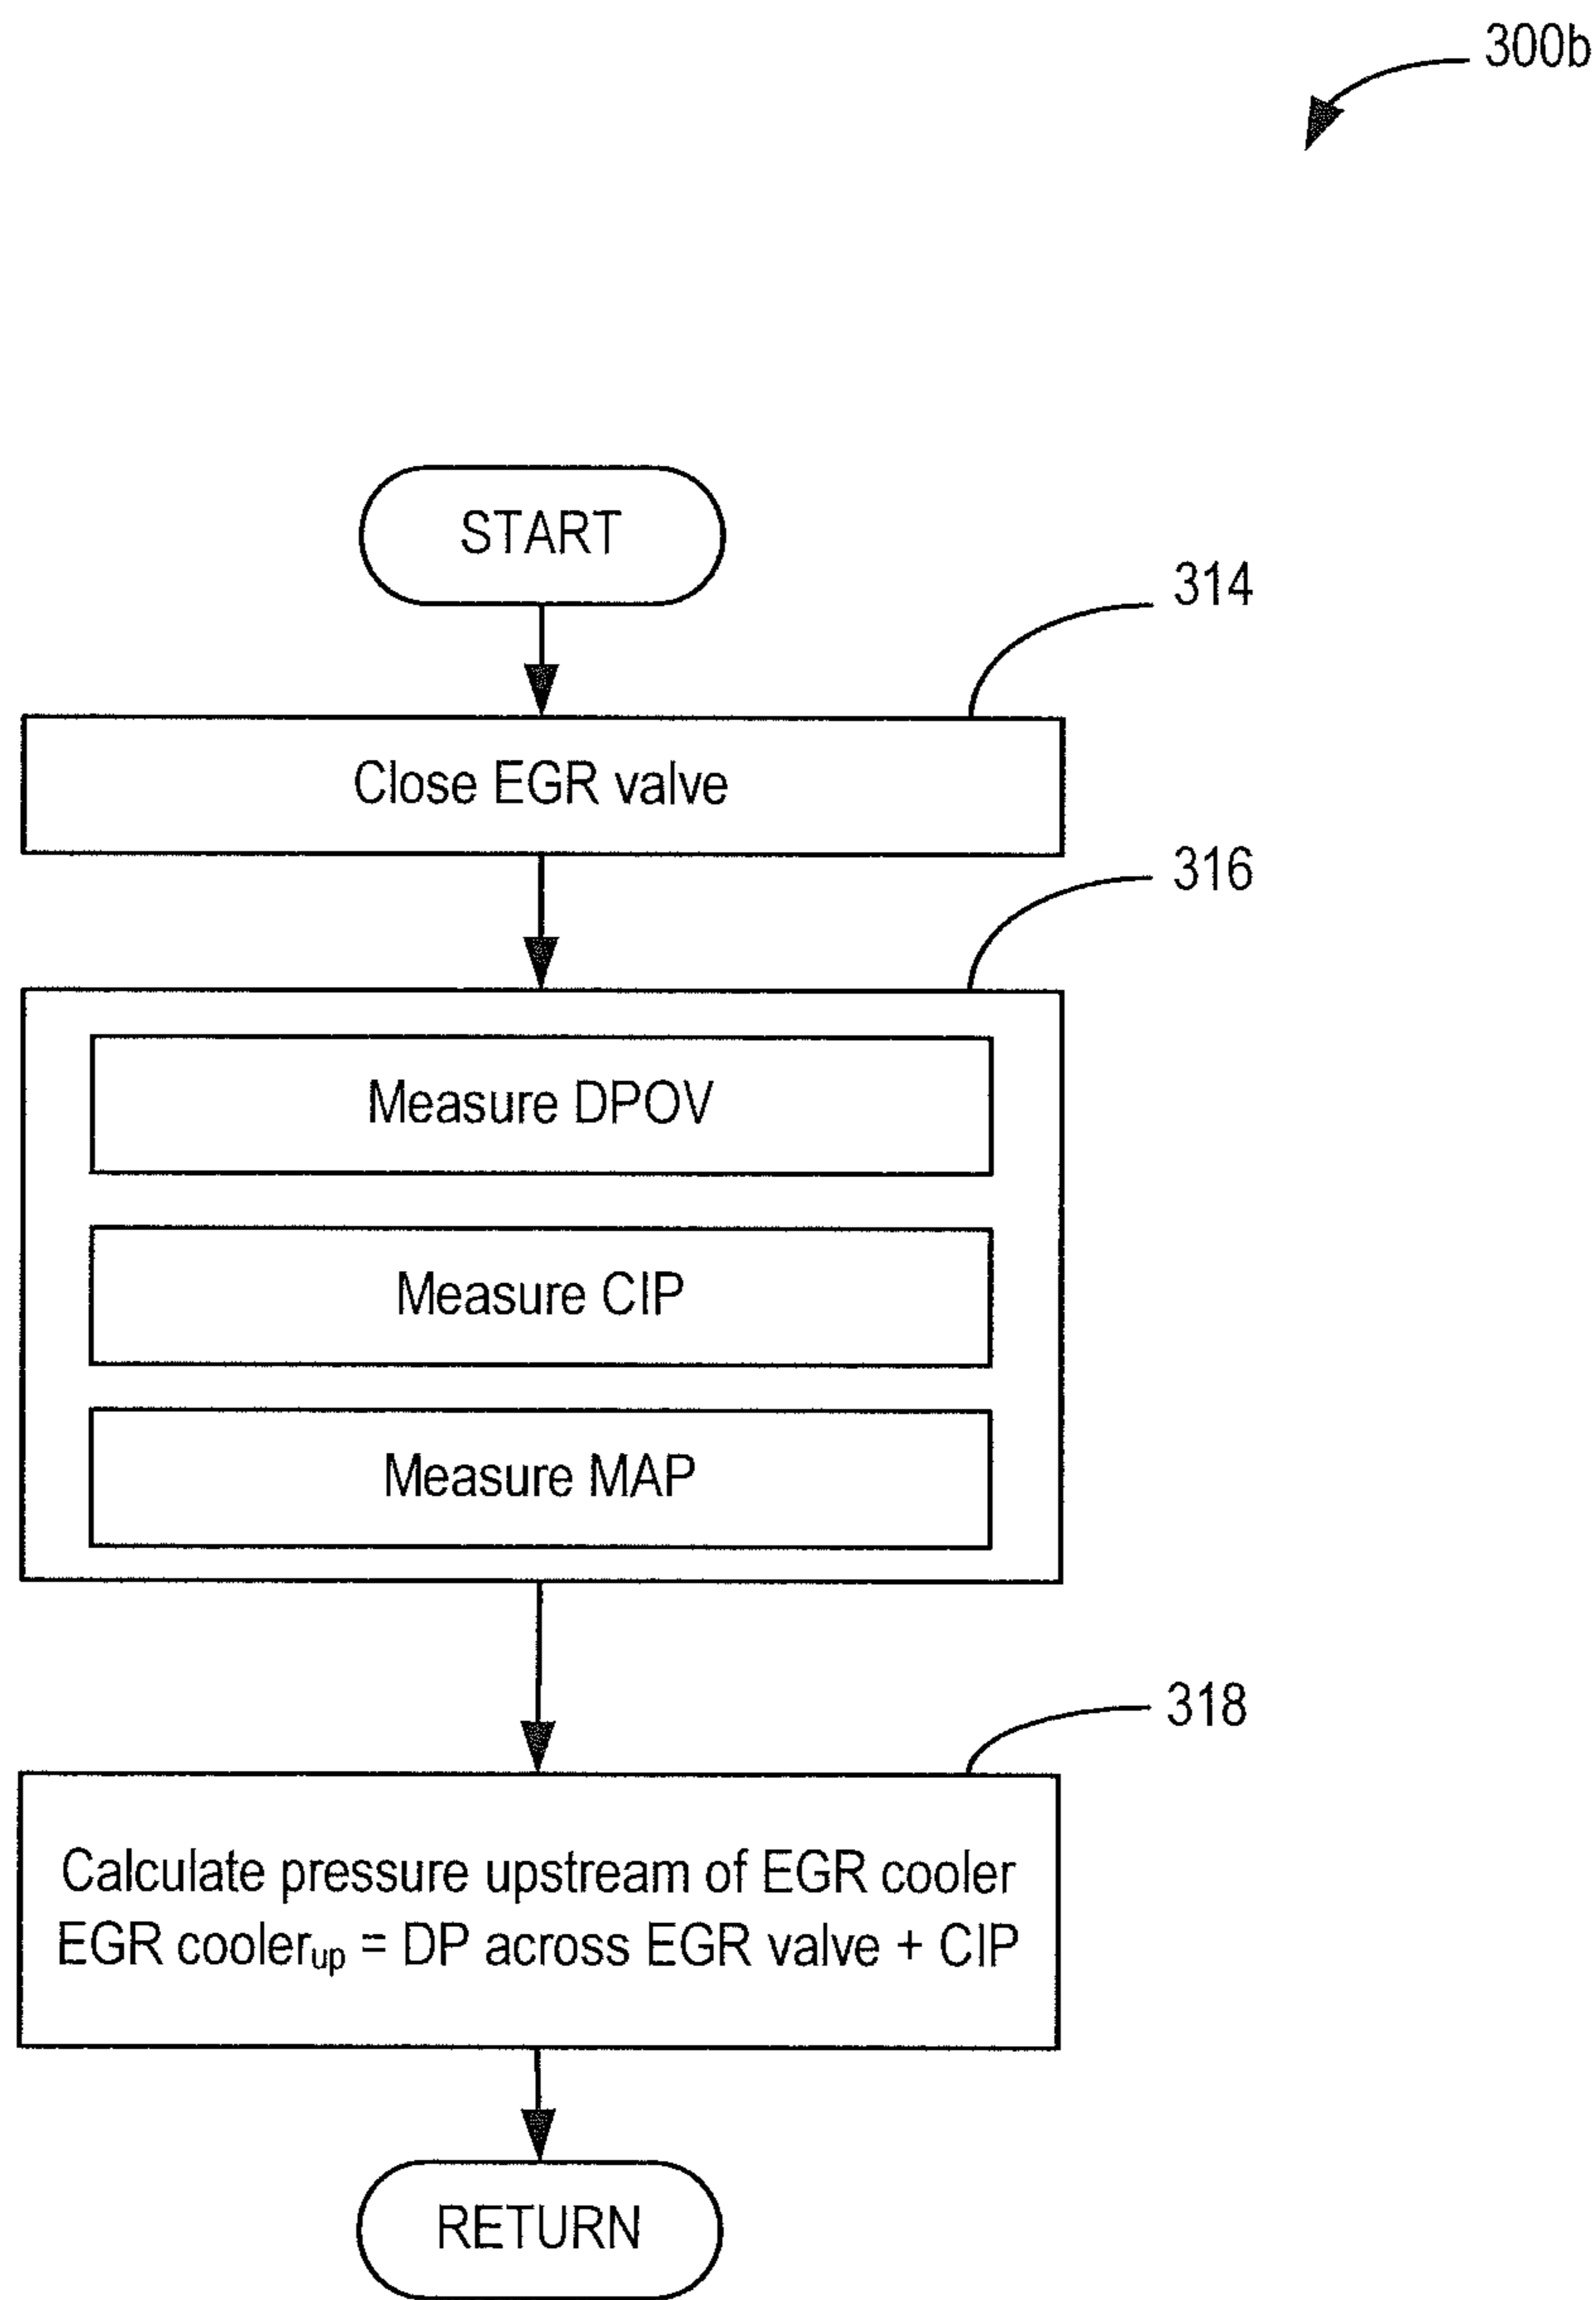 300b
START
314
Close EGR valve
316
Measure DPOV
Measure CIP
Measure MAP
318
Calculate pressure upstream of EGR cooler
EGR coolerup = DP across EGR valve + CIP
RETURN